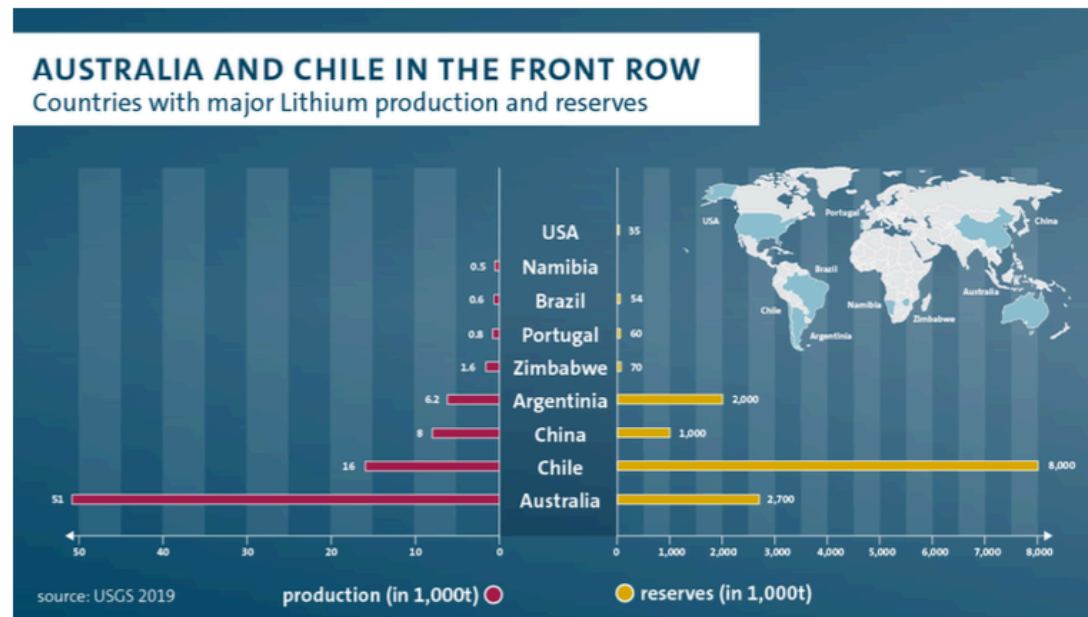 AUSTRALIA AND CHILE IN THE FRONT ROW
Countries with major Lithium production and reserves
USA 35
0.5 Namibia
0.6 Brazil 54
0.8 Portugal 60
1.6 Zimbabwe 70
6.2 Argentinia 2,000
8 China 1,000
16 Chile 8,000
51 Australia 2,700
50 40 30 20 10 0 0 1,000 2,000 3,000 4,000 5,000 6,000 7,000 8,000
USA
Portugal
China
Brazil
Chile
Namibia
Australia
Zimbabwe
Argentinia
source: USGS 2019 production (in 1,000t) reserves (in 1,000t)